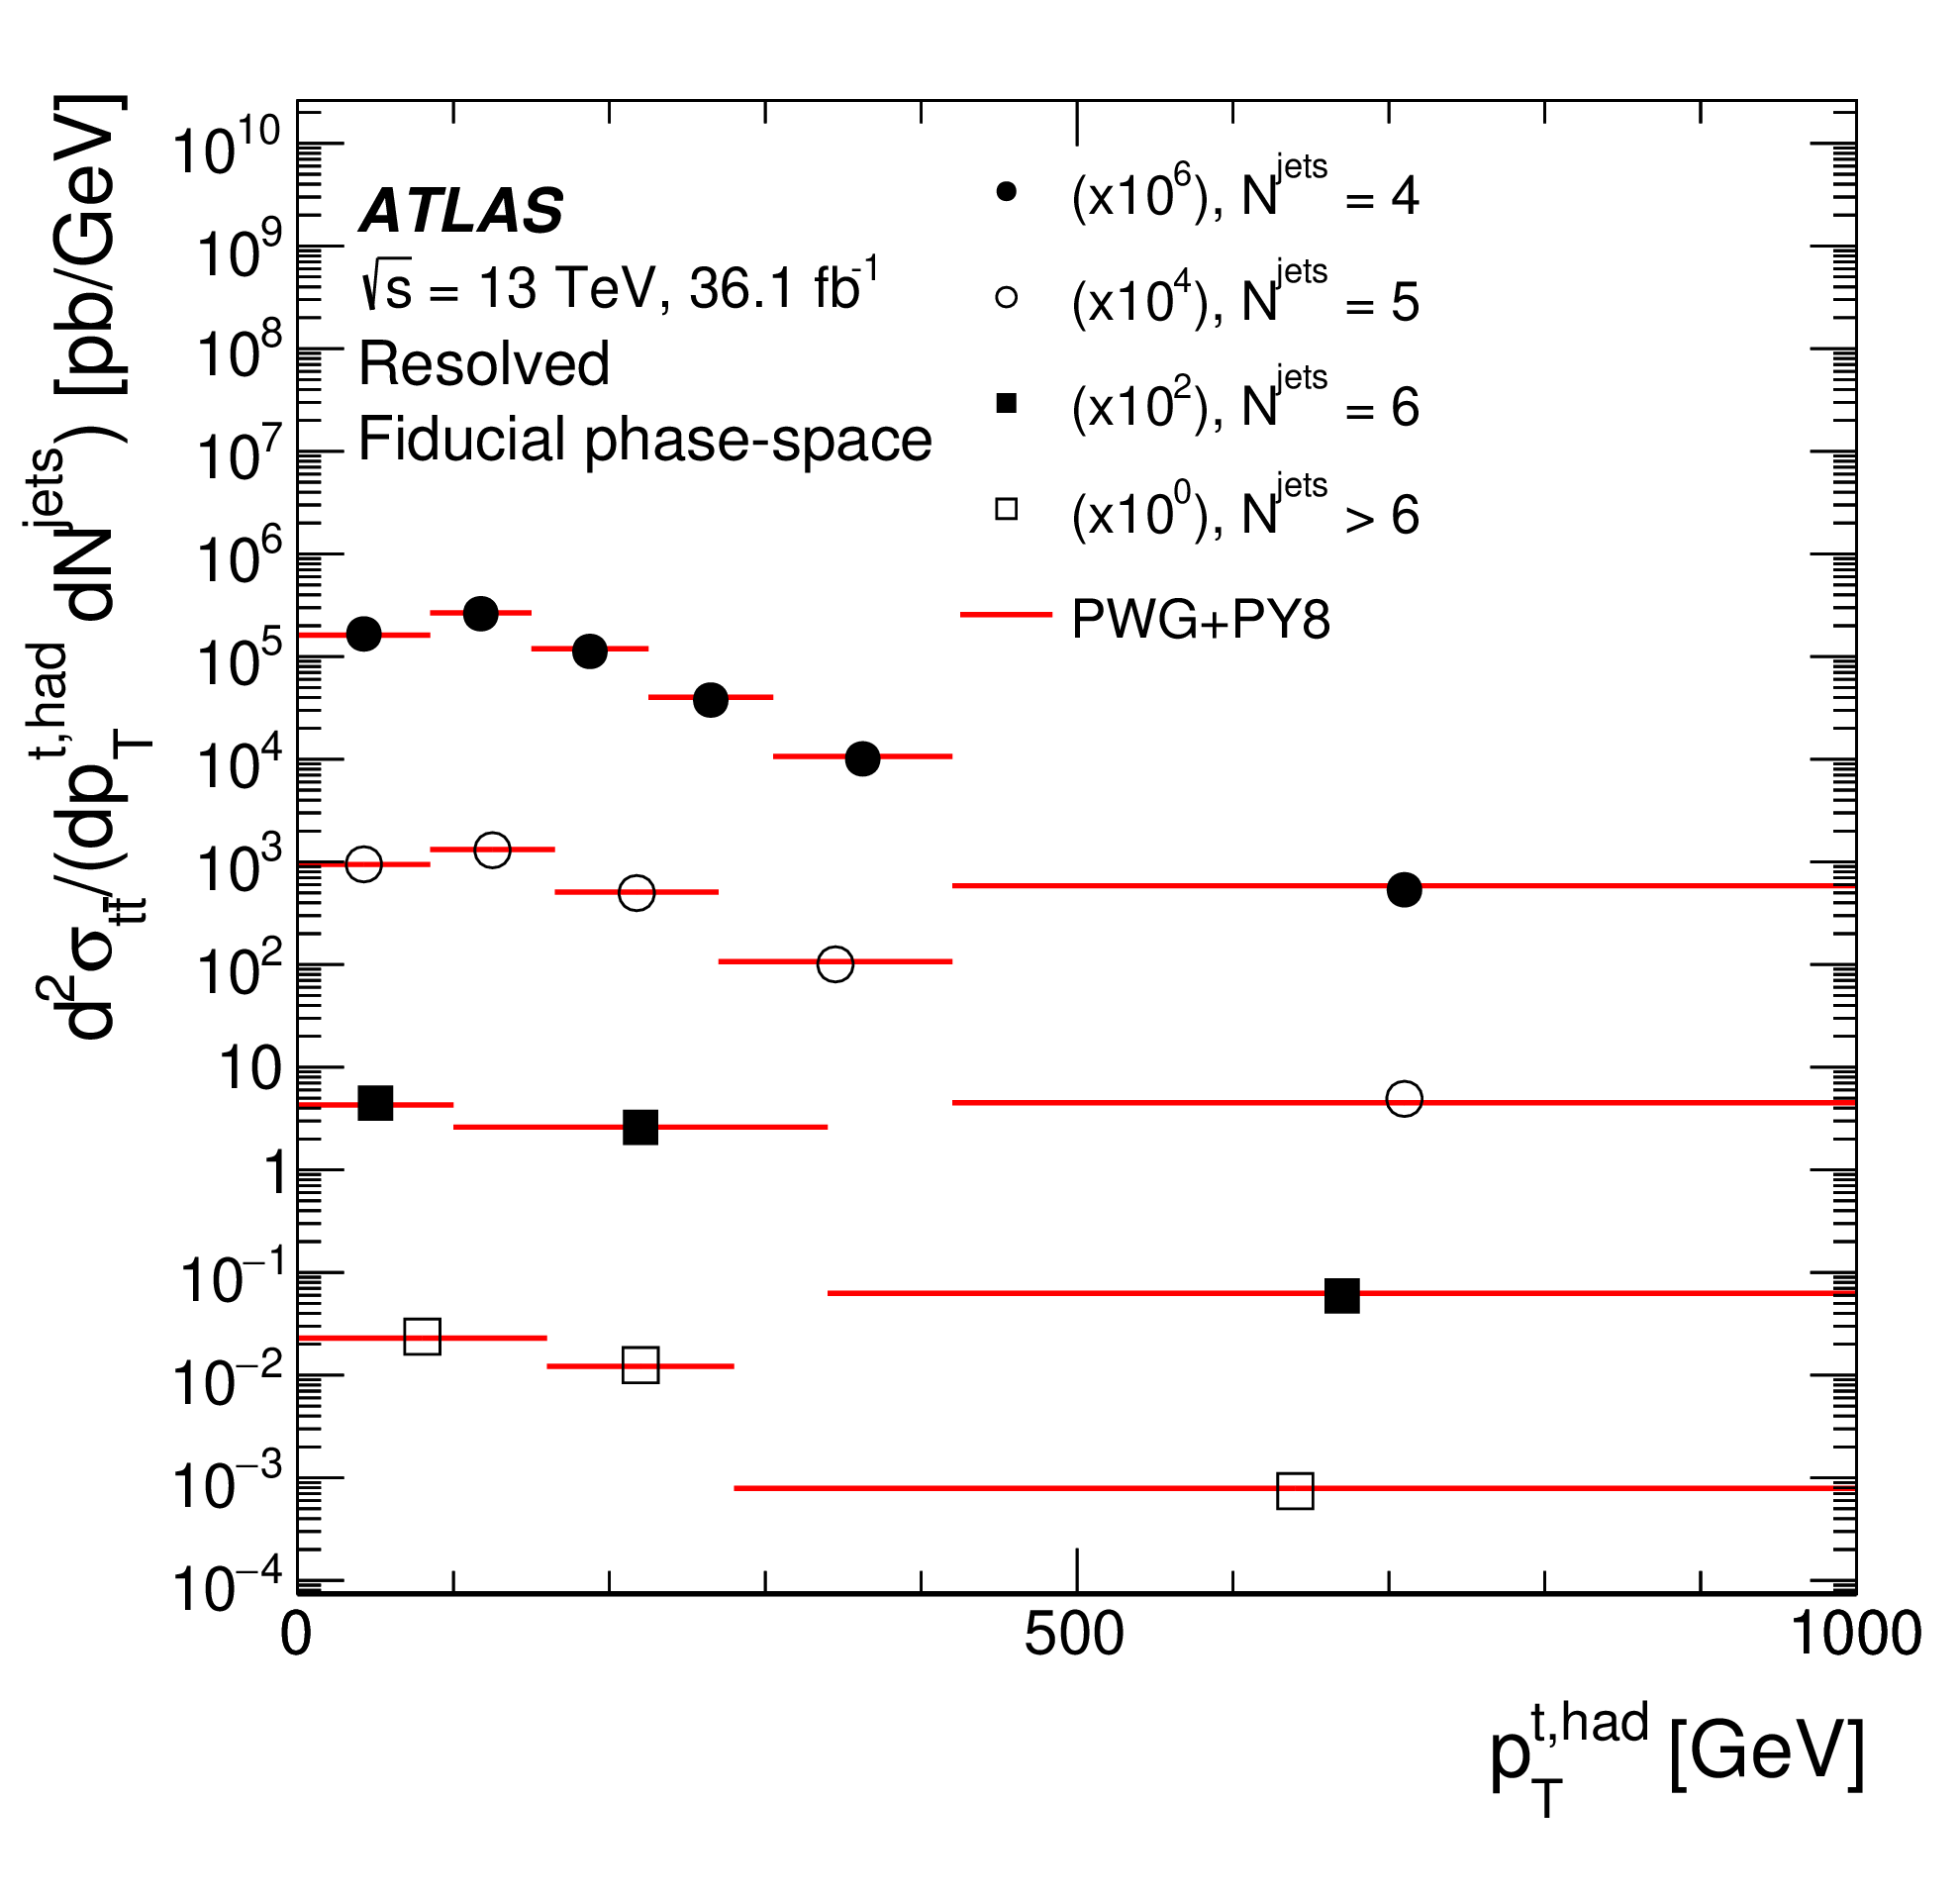 d²σ_tt̄/(dp_T^t,had dN^jets) [pb/GeV]
10^10
10^9
10^8
10^7
10^6
10^5
10^4
10^3
10^2
10
1
10^−1
10^−2
10^−3
10^−4
ATLAS
√s = 13 TeV, 36.1 fb^-1
Resolved
Fiducial phase-space
(x10^6), N^jets = 4
(x10^4), N^jets = 5
(x10^2), N^jets = 6
(x10^0), N^jets > 6
PWG+PY8
0 500 1000
p_T^t,had [GeV]